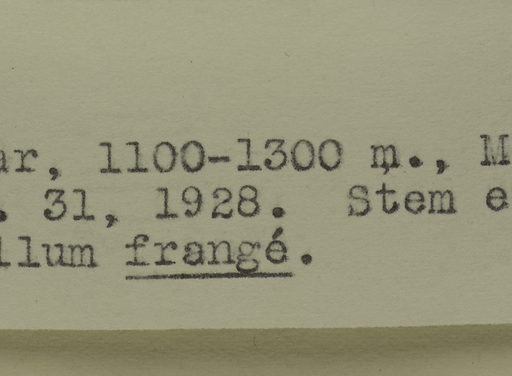 ar, 1100-1300 m., M
. 31, 1928. Stem e
llum frangé.